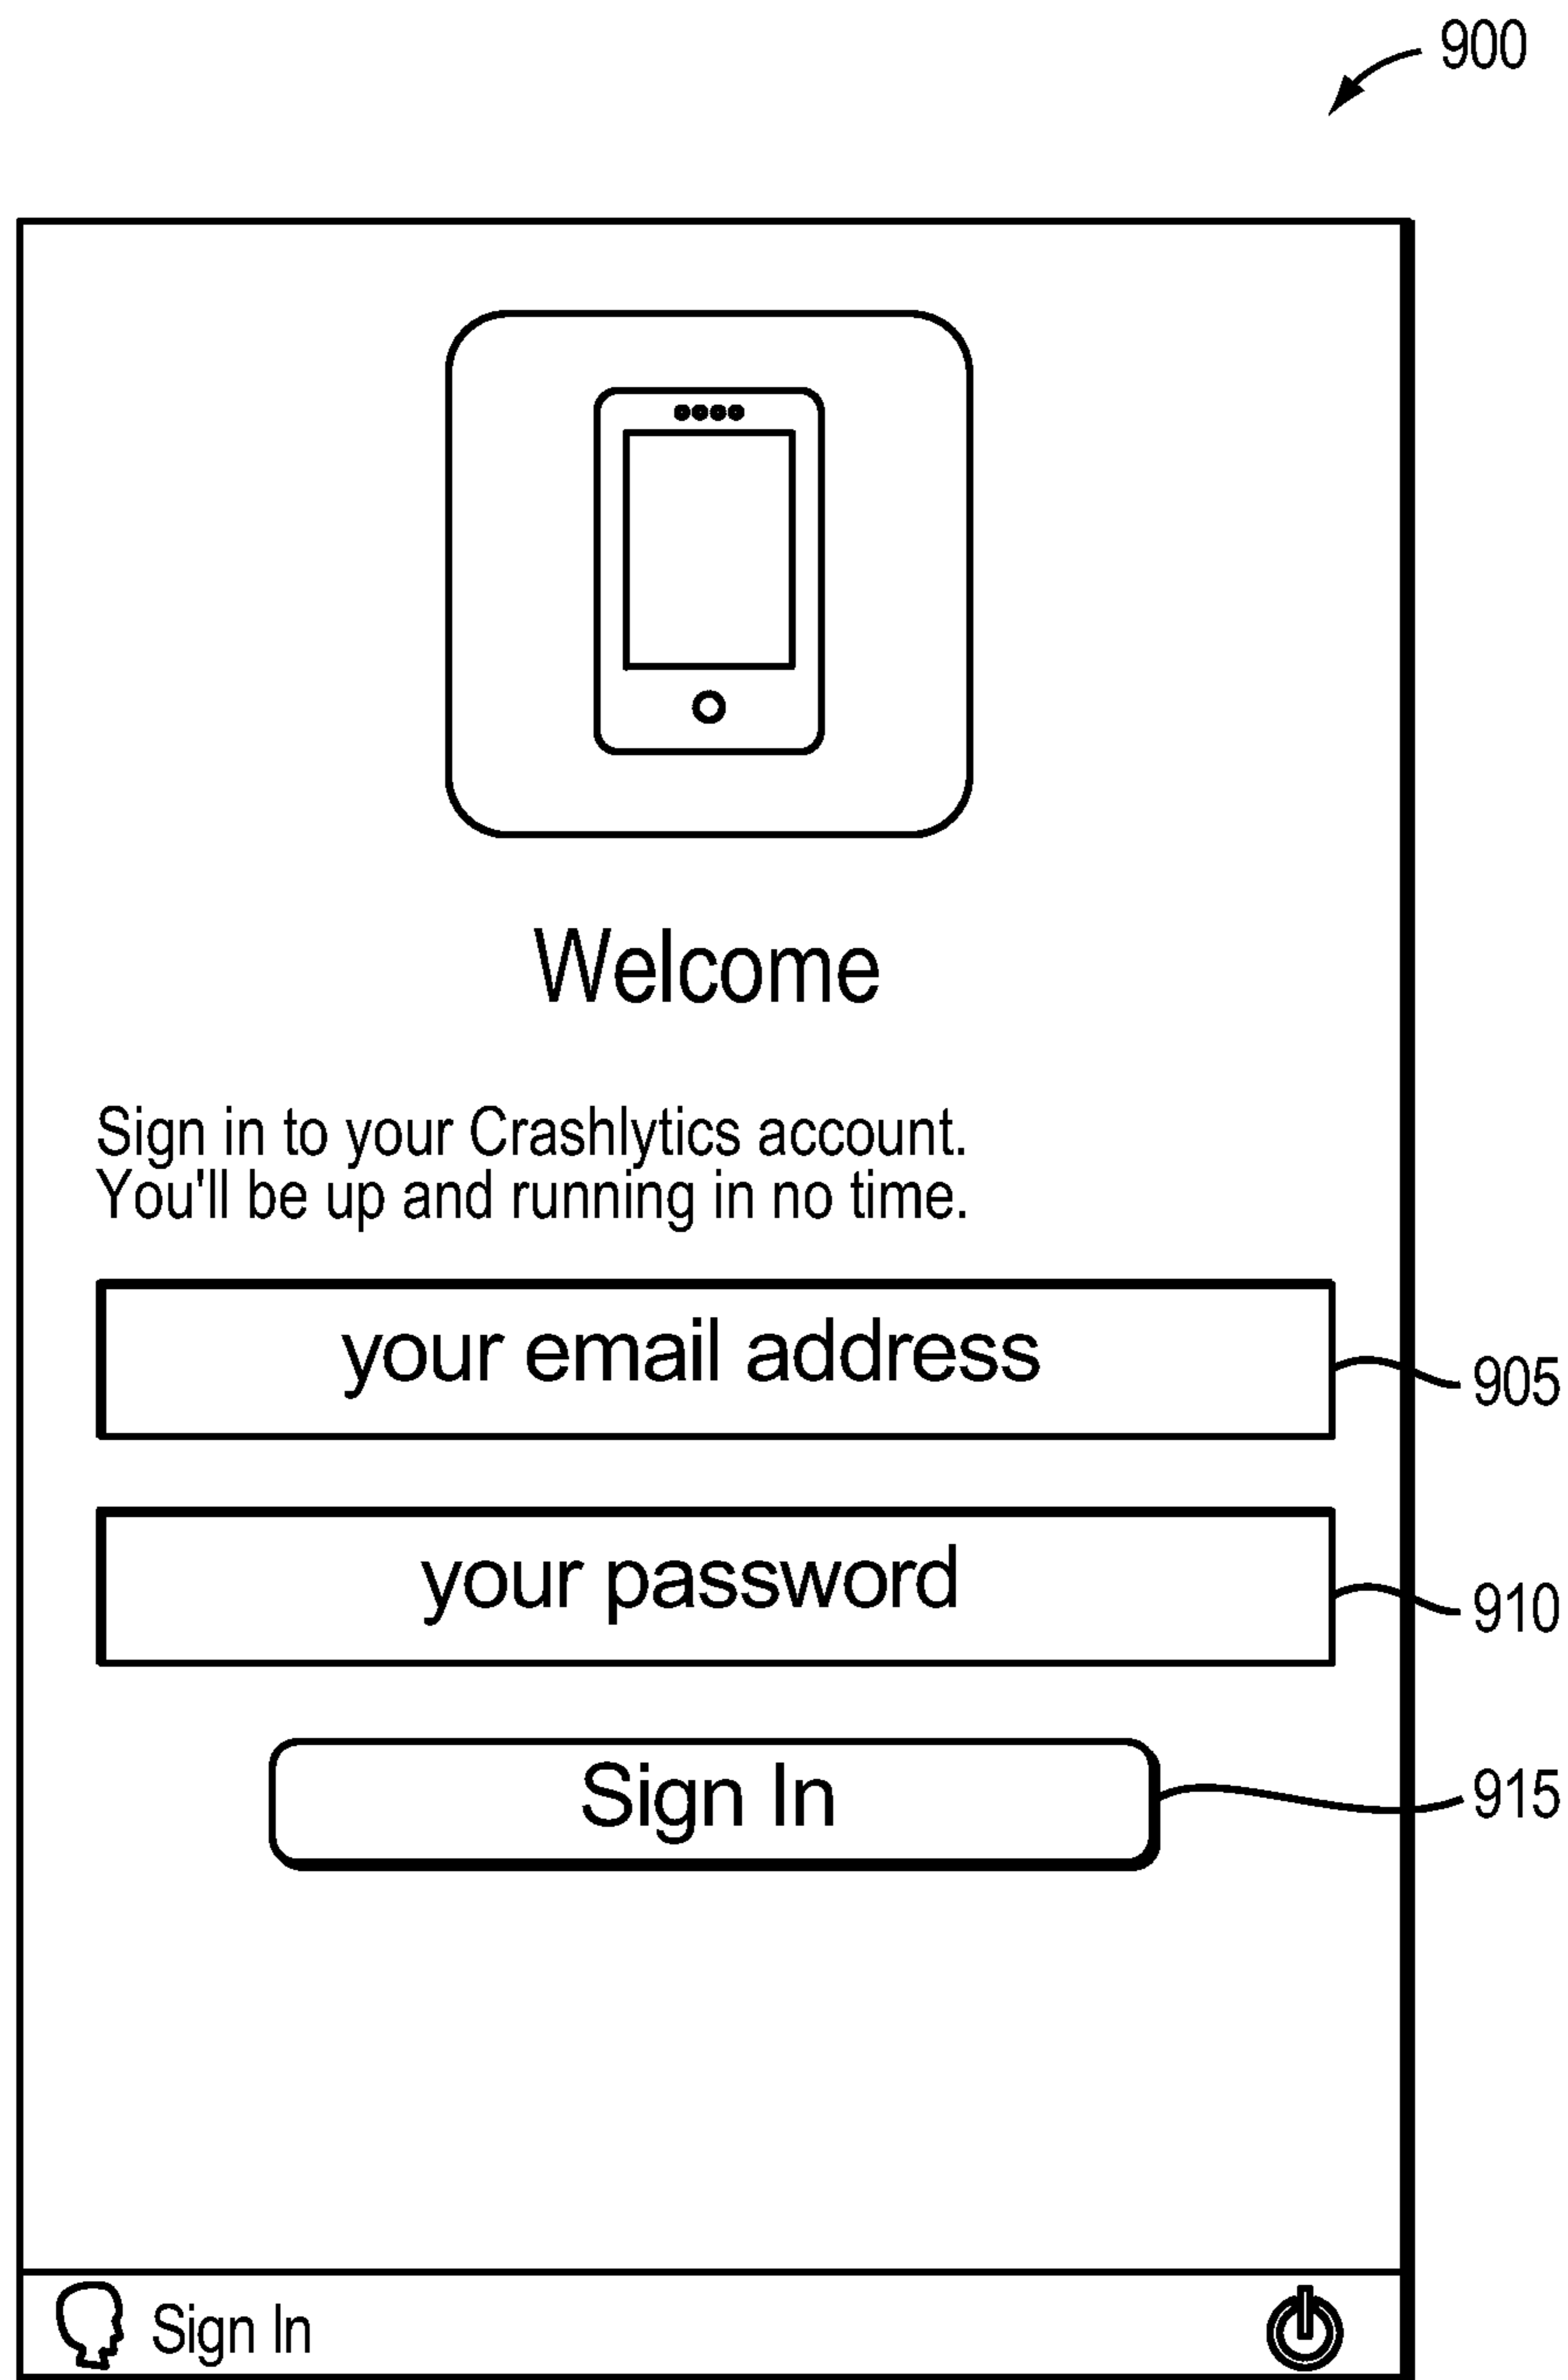 900
Welcome
Sign in to your Crashlytics account.
You'll be up and running in no time.
your email address
905
your password
910
Sign In
915
Sign In